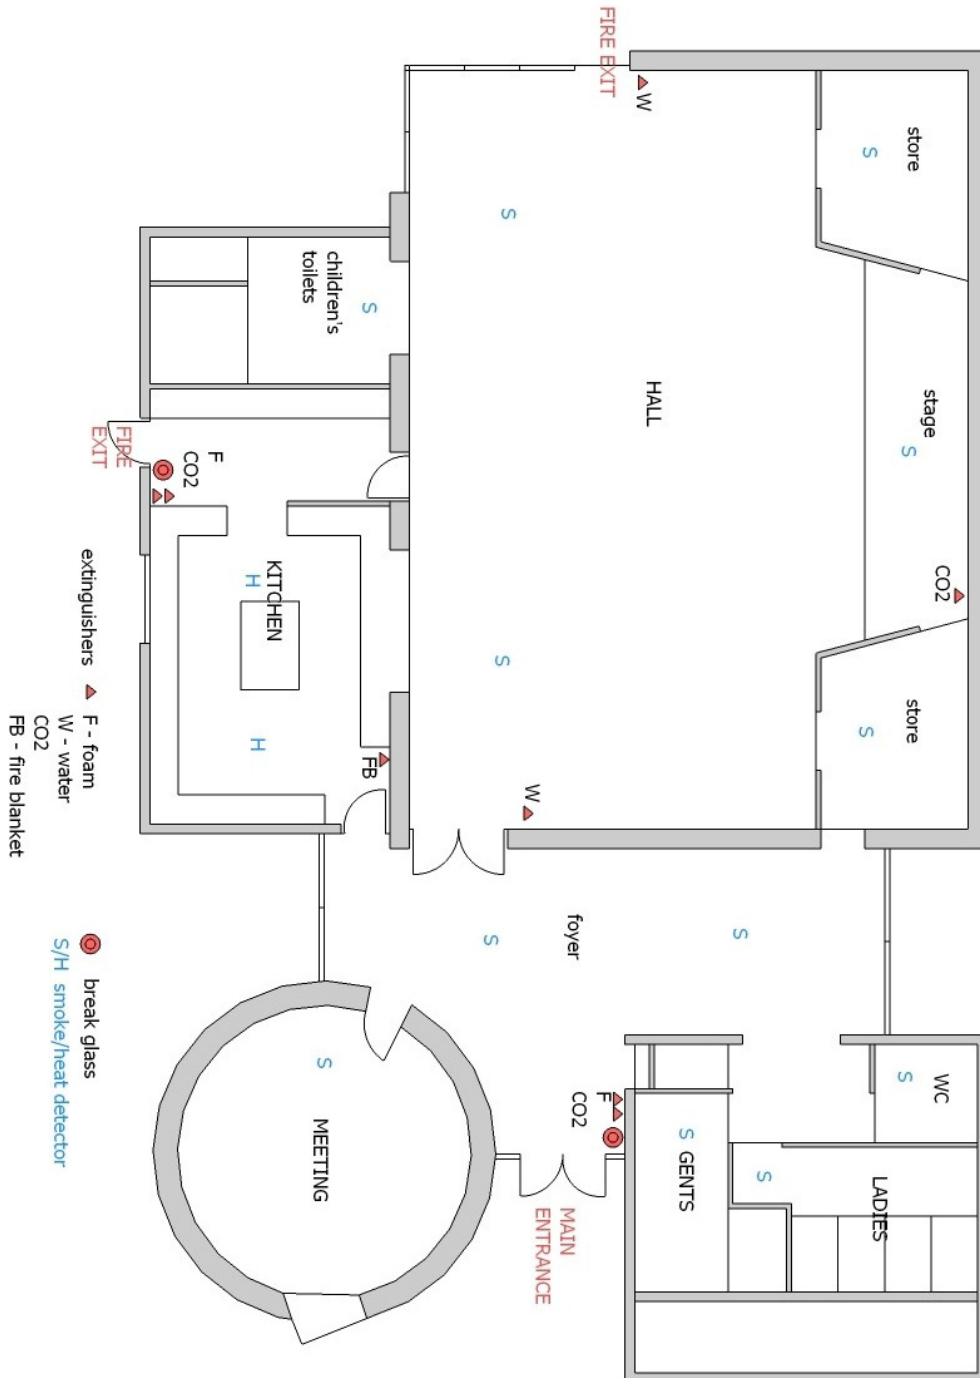 FIRE EXIT
W
store
S
S
children's
toilets
S
HALL
stage
S
CO2
FIRE
EXIT
F
CO2
KITCHEN
H
H
FB
S
W
store
S
extinguishers
F - foam
W - water
CO2
FB - fire blanket
break glass
S/H smoke/heat detector
foyer
S
S
S
MEETING
F
CO2
MAIN
ENTRANCE
GENTS
S
WC
S
LADIES
S